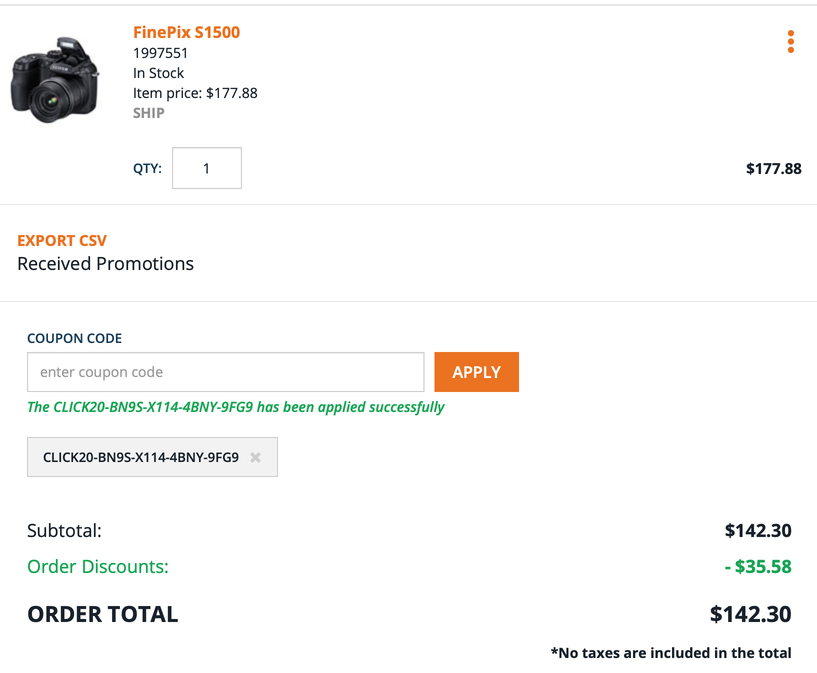 FinePix S1500
1997551
In Stock
Item price: $177.88
SHIP
QTY: 1 $177.88
EXPORT CSV
Received Promotions
COUPON CODE
enter coupon code APPLY
The CLICK20-BN9S-X114-4BNY-9FG9 has been applied successfully
CLICK20-BN9S-X114-4BNY-9FG9 ×
Subtotal: $142.30
Order Discounts: - $35.58
ORDER TOTAL $142.30
*No taxes are included in the total